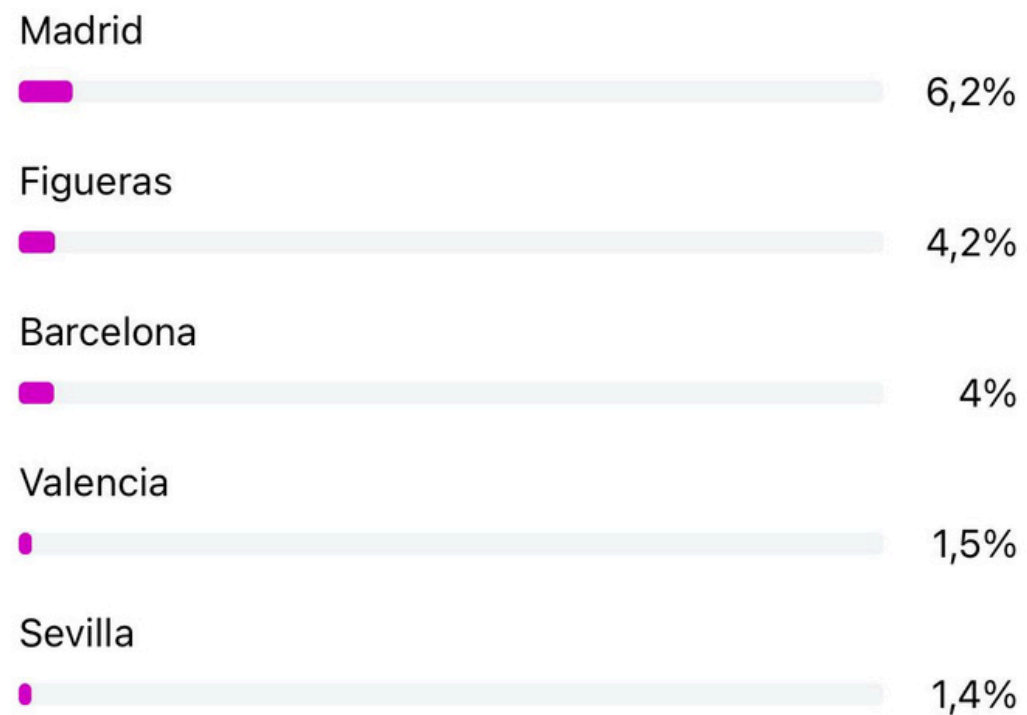 Madrid
6,2%
Figueras
4,2%
Barcelona
4%
Valencia
1,5%
Sevilla
1,4%